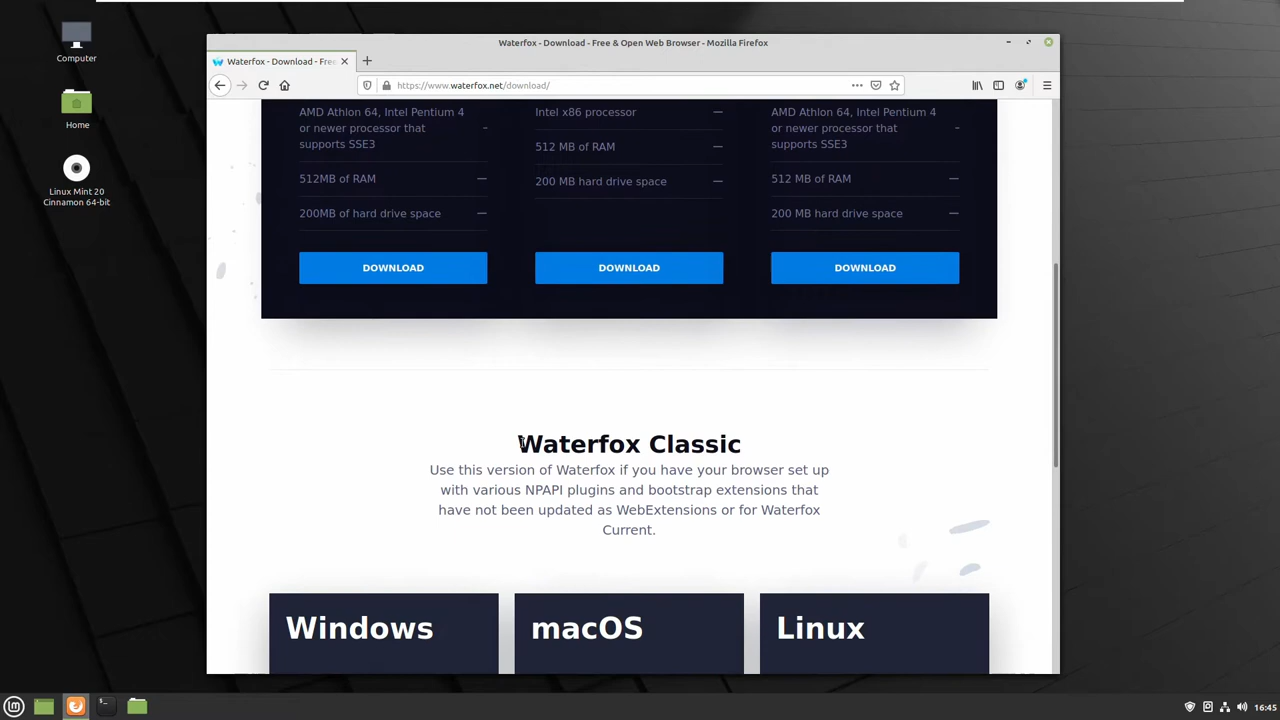 Waterfox - Download - Free & Open Web Browser - Mozilla Firefox
Waterfox - Download - Free
https://www.waterfox.net/download/
Computer
Home
Linux Mint 20
Cinnamon 64-bit
AMD Athlon 64, Intel Pentium 4
or newer processor that
supports SSE3
512MB of RAM
200MB of hard drive space
DOWNLOAD
Intel x86 processor
512 MB of RAM
200 MB hard drive space
DOWNLOAD
AMD Athlon 64, Intel Pentium 4
or newer processor that
supports SSE3
512 MB of RAM
200 MB hard drive space
DOWNLOAD
Waterfox Classic
Use this version of Waterfox if you have your browser set up
with various NPAPI plugins and bootstrap extensions that
have not been updated as WebExtensions or for Waterfox
Current.
Windows
macOS
Linux
16:45